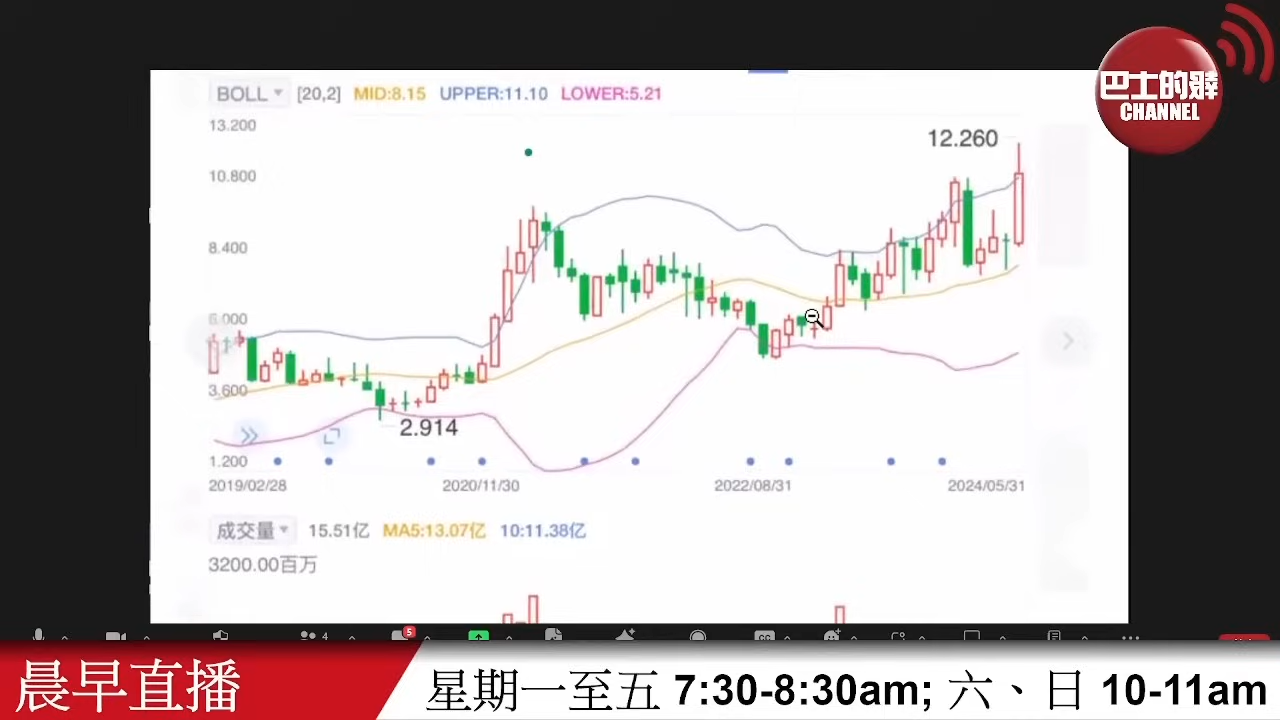 巴士的報
CHANNEL
BOLL [20,2] MID:8.15 UPPER:11.10 LOWER:5.21
13.200
12.260
10.800
8.400
6.000
3.600
2.914
1.200
2019/02/28 2020/11/30 2022/08/31 2024/05/31
成交量 15.51亿 MA5:13.07亿 10:11.38亿
3200.00百万
4
5
晨早直播
星期一至五 7:30-8:30am; 六、日 10-11am